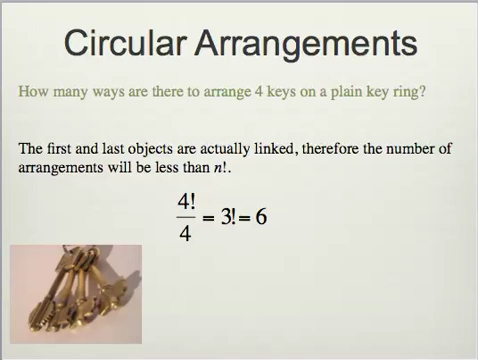 Circular Arrangements
How many ways are there to arrange 4 keys on a plain key ring?
The first and last objects are actually linked, therefore the number of
arrangements will be less than n!.
4!/4 = 3!= 6